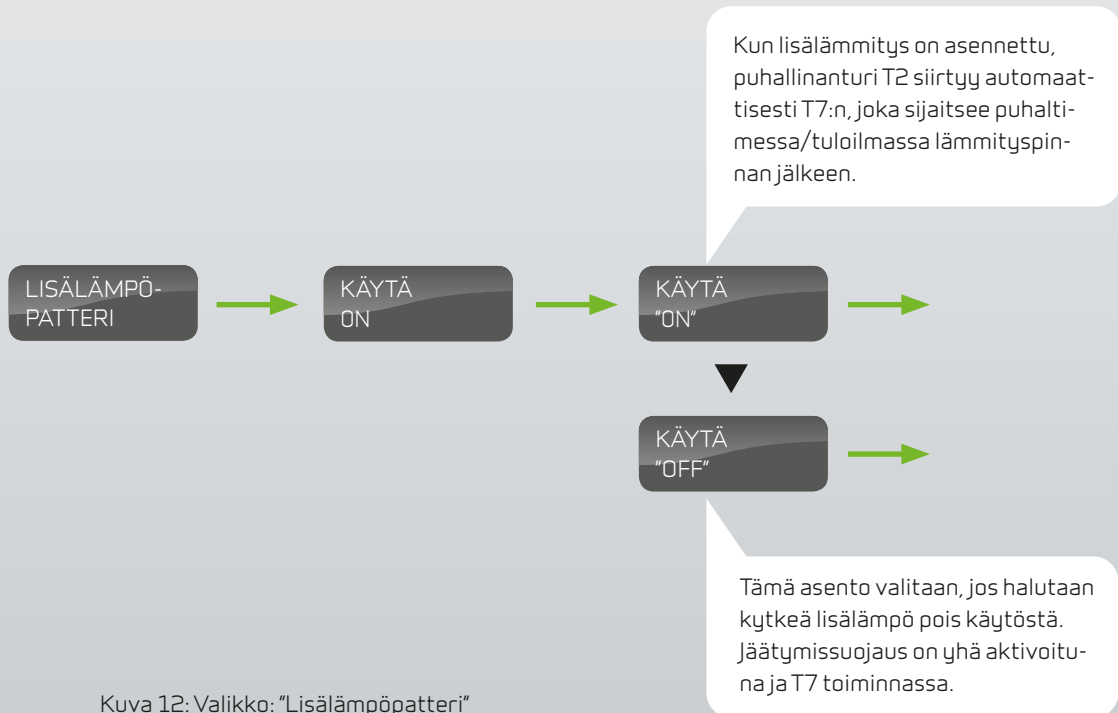 Kun lisälämmitys on asennettu,
puhallinanturi T2 siirtyy automaat-
tisesti T7:n, joka sijaitsee puhalti-
messa/tuloilmassa lämmityspin-
nan jälkeen.
LISÄLÄMPÖ-
PATTERI
KÄYTÄ
ON
KÄYTÄ
"ON"
KÄYTÄ
"OFF"
Tämä asento valitaan, jos halutaan
kytkeä lisälämpö pois käytöstä.
Jäätymissuojaus on yhä aktivoitu-
na ja T7 toiminnassa.
Kuva 12: Valikko: "Lisälämpöpatteri"